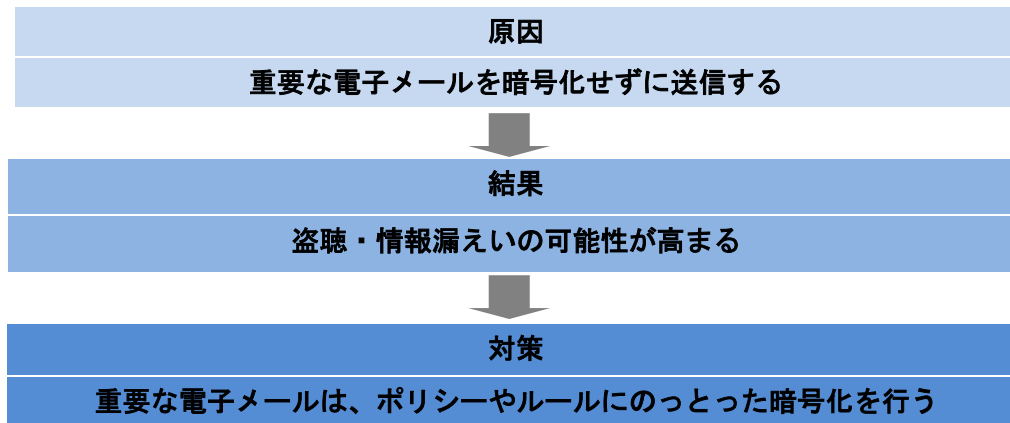 原因
重要な電子メールを暗号化せずに送信する
結果
盗聴・情報漏えいの可能性が高まる
対策
重要な電子メールは、ポリシーやルールにのっとった暗号化を行う